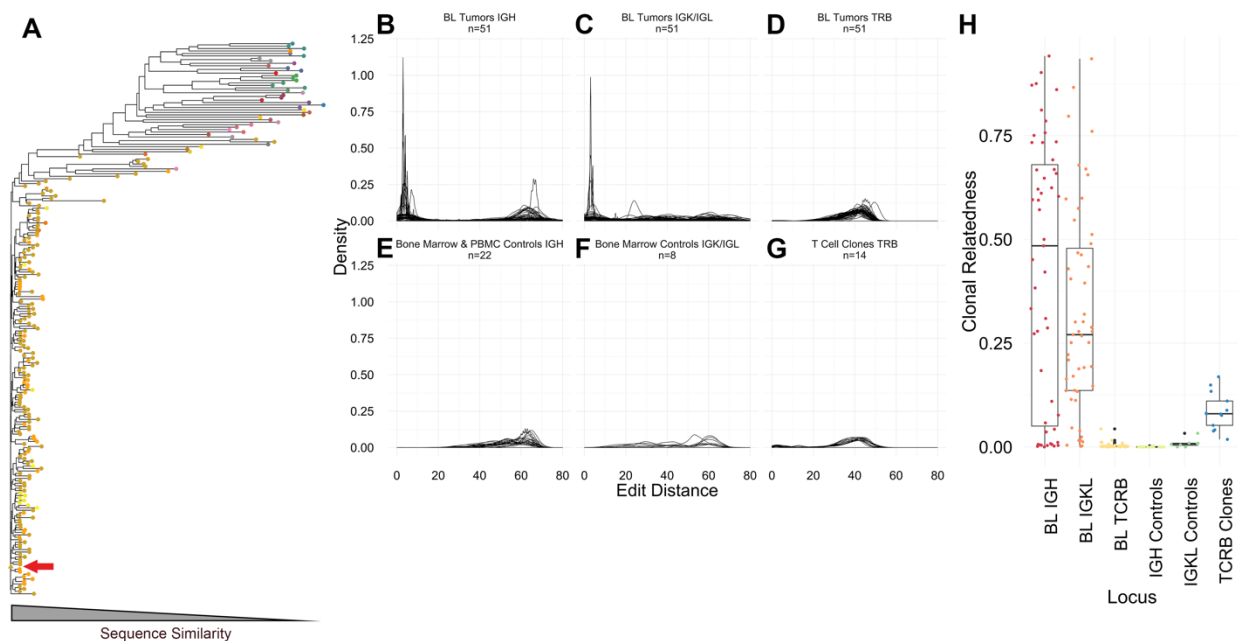 A
Sequence Similarity
B
BL Tumors IGH
n=51
C
BL Tumors IGK/IGL
n=51
D
BL Tumors TRB
n=51
1.25
1.00
0.75
0.50
0.25
0.00
E
Bone Marrow & PBMC Controls IGH
n=22
F
Bone Marrow Controls IGK/IGL
n=8
G
T Cell Clones TRB
n=14
Density
1.25
1.00
0.75
0.50
0.25
0.00
0 20 40 60 80
0 20 40 60 80
0 20 40 60 80
Edit Distance
H
Clonal Relatedness
0.75
0.50
0.25
0.00
BL IGH
BL IGKL
BL TCRB
IGH Controls
IGKL Controls
TCRB Clones
Locus